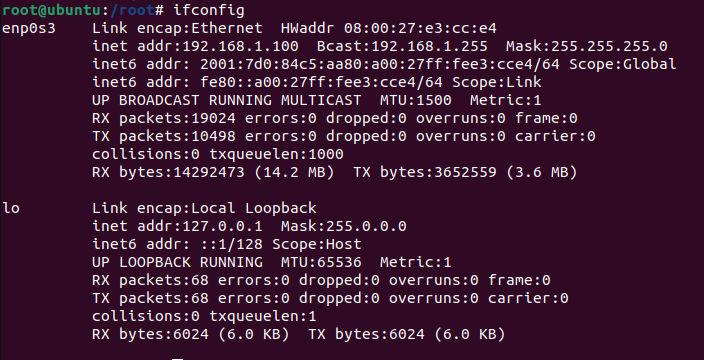 root@ubuntu:/root# ifconfig
enp0s3    Link encap:Ethernet  HWaddr 08:00:27:e3:cc:e4
          inet addr:192.168.1.100  Bcast:192.168.1.255  Mask:255.255.255.0
          inet6 addr: 2001:7d0:84c5:aa80:a00:27ff:fee3:cce4/64 Scope:Global
          inet6 addr: fe80::a00:27ff:fee3:cce4/64 Scope:Link
          UP BROADCAST RUNNING MULTICAST  MTU:1500  Metric:1
          RX packets:19024 errors:0 dropped:0 overruns:0 frame:0
          TX packets:10498 errors:0 dropped:0 overruns:0 carrier:0
          collisions:0 txqueuelen:1000
          RX bytes:14292473 (14.2 MB)  TX bytes:3652559 (3.6 MB)

lo        Link encap:Local Loopback
          inet addr:127.0.0.1  Mask:255.0.0.0
          inet6 addr: ::1/128 Scope:Host
          UP LOOPBACK RUNNING  MTU:65536  Metric:1
          RX packets:68 errors:0 dropped:0 overruns:0 frame:0
          TX packets:68 errors:0 dropped:0 overruns:0 carrier:0
          collisions:0 txqueuelen:1
          RX bytes:6024 (6.0 KB)  TX bytes:6024 (6.0 KB)